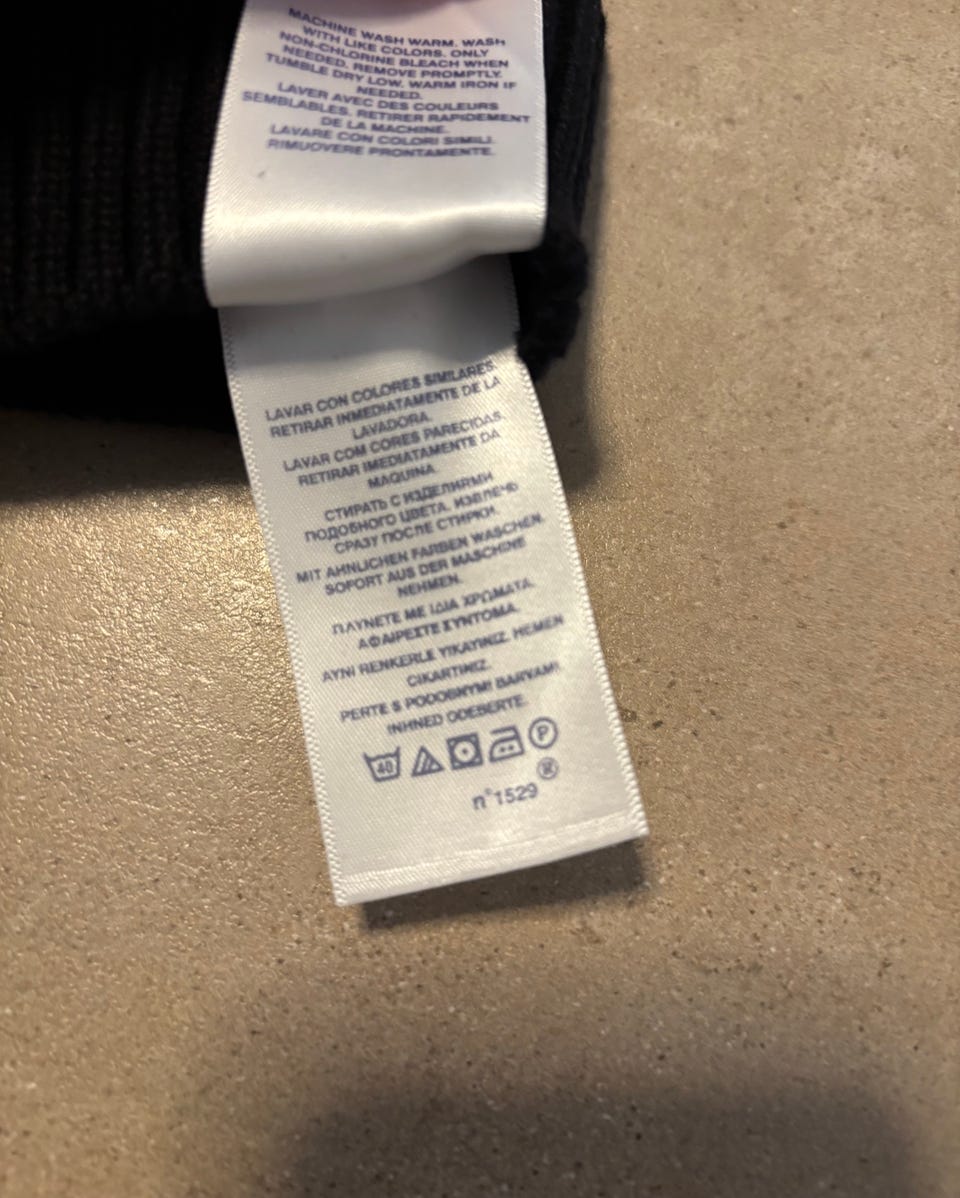 MACHINE WASH WARM. WASH
WITH LIKE COLORS. ONLY
NON-CHLORINE BLEACH WHEN
NEEDED. REMOVE PROMPTLY.
TUMBLE DRY LOW. WARM IRON IF
NEEDED.
LAVER AVEC DES COULEURS
SEMBLABLES. RETIRER RAPIDEMENT
DE LA MACHINE.
LAVARE CON COLORI SIMILI.
RIMUOVERE PRONTAMENTE.
LAVAR CON COLORES SIMILARES.
RETIRAR INMEDIATAMENTE DE LA
LAVADORA.
LAVAR COM CORES PARECIDAS.
RETIRAR IMEDIATAMENTE DA
MAQUINA.
СТИРАТЬ С ИЗДЕЛИЯМИ
ПОДОБНОГО ЦВЕТА. ИЗВЛЕЧЬ
СРАЗУ ПОСЛЕ СТИРКИ.
MIT AHNLICHEN FARBEN WASCHEN.
SOFORT AUS DER MASCHINE
NEHMEN.
ΠΛΥΝΕΤΕ ΜΕ ΙΔΙΑ ΧΡΩΜΑΤΑ.
ΑΦΑΙΡΕΣΤΕ ΣΥΝΤΟΜΑ.
AYNI RENKERLE YIKAYINIZ. HEMEN
CIKARTINIZ.
PERTE S PODOBNYMI BARVAMI
IHNED ODEBERTE.
40 P
®
n°1529